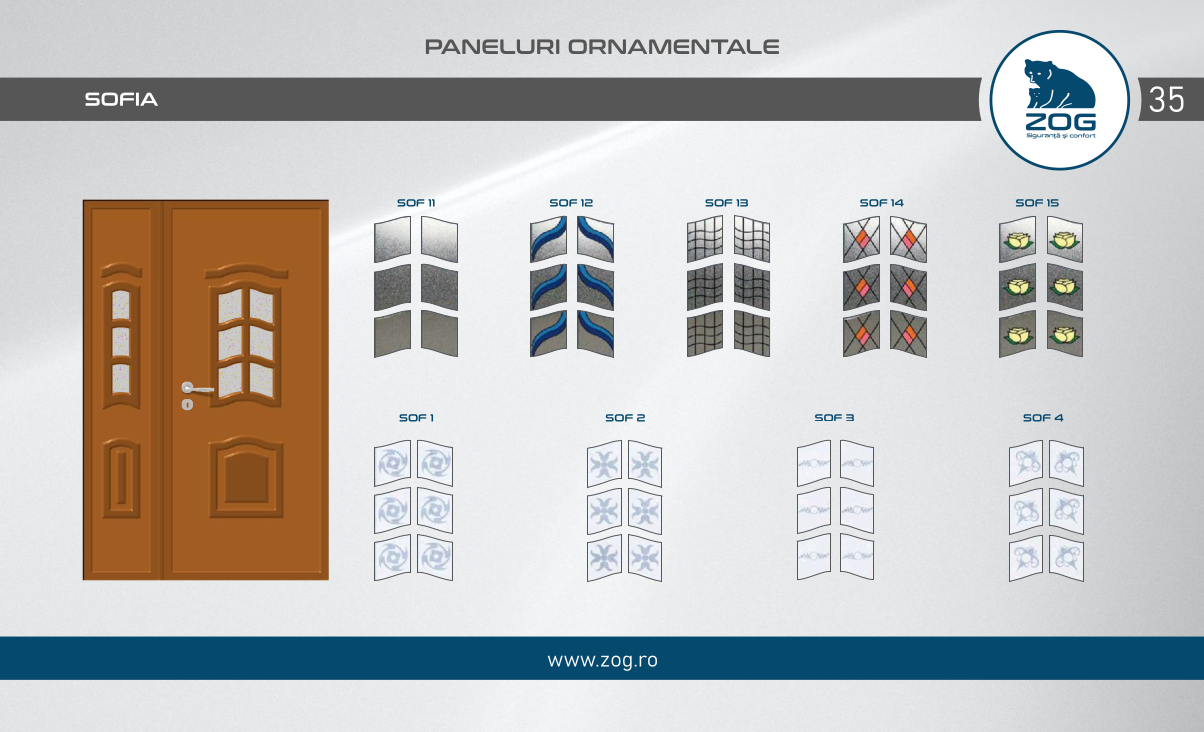 PANELURI ORNAMENTALE
SOFIA
ZOG
Siguranță și confort
35
SOF 11
SOF 12
SOF 13
SOF 14
SOF 15
SOF 1
SOF 2
SOF 3
SOF 4
www.zog.ro